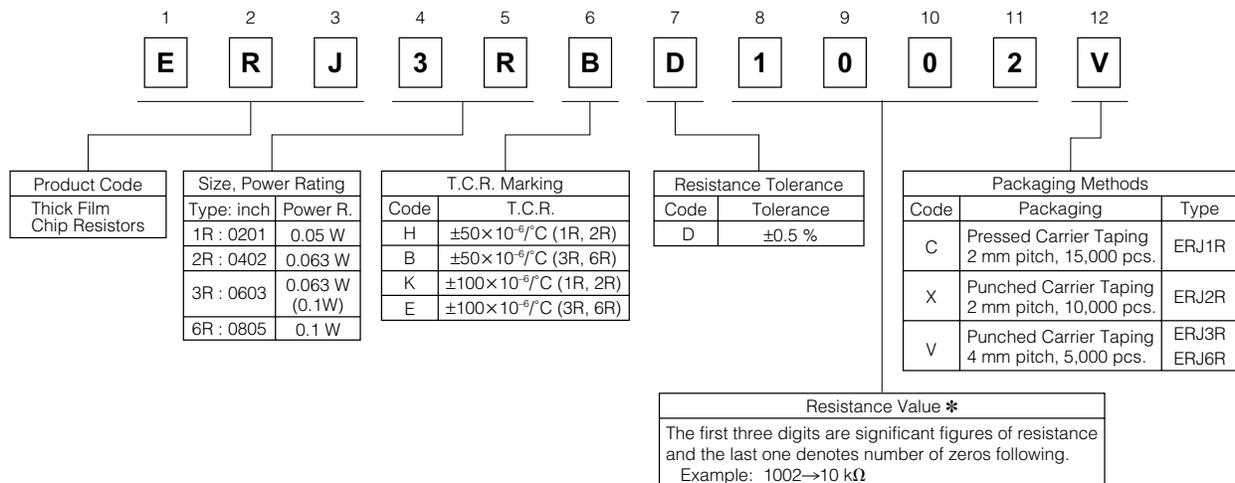 1 2 3 4 5 6 7 8 9 10 11 12
E R J 3 R B D 1 0 0 2 V
Product Code
Thick Film
Chip Resistors
Size, Power Rating
Type: inch Power R.
1R : 0201 0.05 W
2R : 0402 0.063 W
3R : 0603 0.063 W
(0.1W)
6R : 0805 0.1 W
T.C.R. Marking
Code T.C.R.
H ±50×10⁻⁶/°C (1R, 2R)
B ±50×10⁻⁶/°C (3R, 6R)
K ±100×10⁻⁶/°C (1R, 2R)
E ±100×10⁻⁶/°C (3R, 6R)
Resistance Tolerance
Code Tolerance
D ±0.5 %
Packaging Methods
Code Packaging Type
C Pressed Carrier Taping
2 mm pitch, 15,000 pcs. ERJ1R
X Punched Carrier Taping
2 mm pitch, 10,000 pcs. ERJ2R
V Punched Carrier Taping ERJ3R
4 mm pitch, 5,000 pcs. ERJ6R
Resistance Value ✽
The first three digits are significant figures of resistance
and the last one denotes number of zeros following.
Example: 1002→10 kΩ